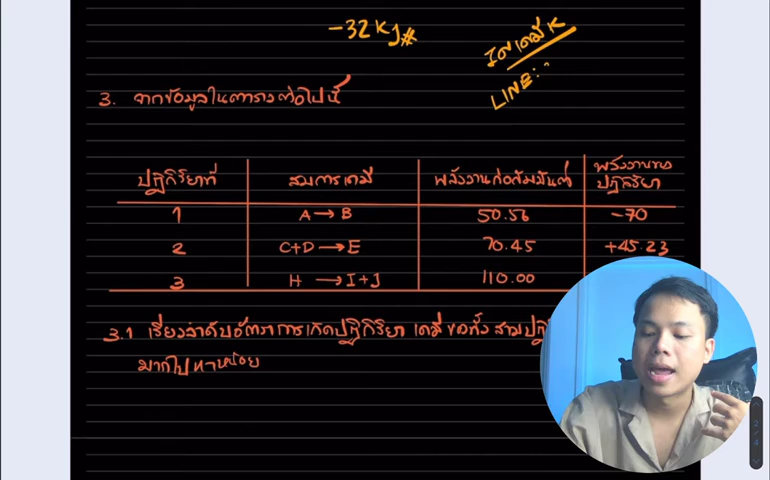 -32 KJ#
ไอเคมีK
LINE:
3. จากข้อมูลในตารางต่อไปนี้
ปฏิกิริยาที่ สมการเคมี พลังงานก่อกัมมันต์ พลังงานของปฏิกิริยา
1 A → B 50.56 -70
2 C+D → E 70.45 +45.23
3 H → I+J 110.00
3.1 เรียงลำดับอัตราการเกิดปฏิกิริยา เคมี ของทั้ง สาม
มากไปหาน้อย